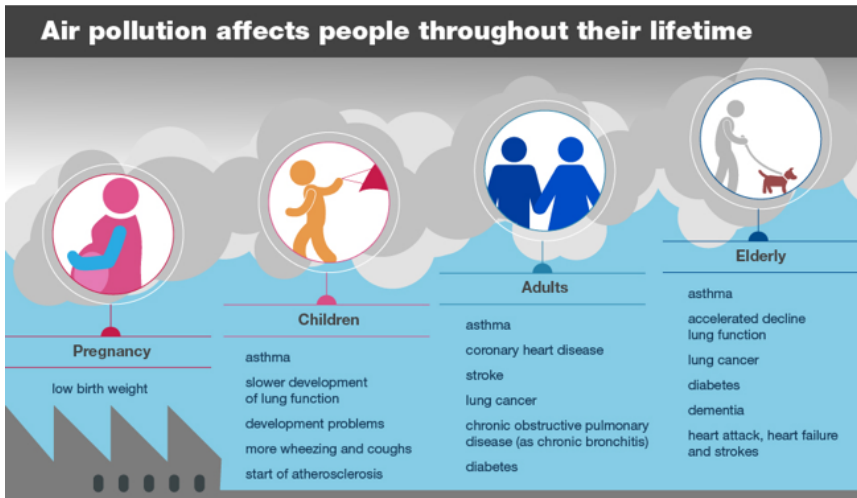 Air pollution affects people throughout their lifetime
Pregnancy
low birth weight
Children
asthma
slower development
of lung function
development problems
more wheezing and coughs
start of atherosclerosis
Adults
asthma
coronary heart disease
stroke
lung cancer
chronic obstructive pulmonary
disease (as chronic bronchitis)
diabetes
Elderly
asthma
accelerated decline
lung function
lung cancer
diabetes
dementia
heart attack, heart failure
and strokes